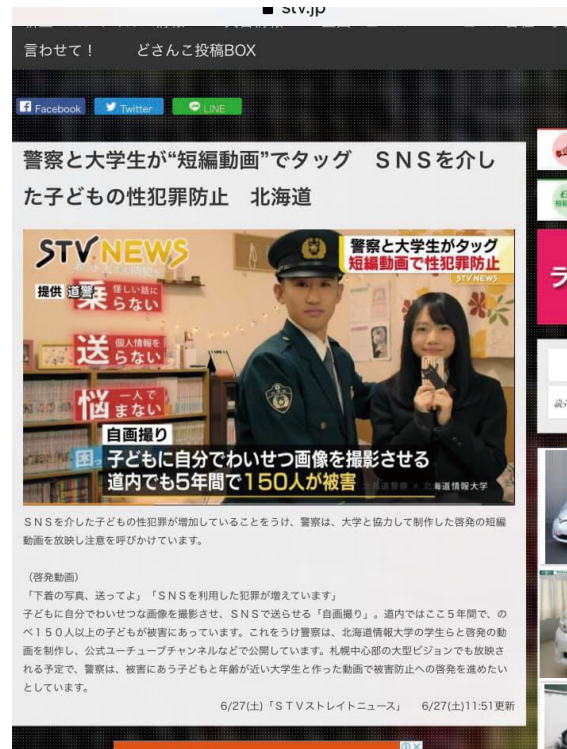 stv.jp
言わせて！ どさんこ投稿BOX
Facebook Twitter LINE
警察と大学生が“短編動画”でタッグ　ＳＮＳを介し
た子どもの性犯罪防止　北海道
STV NEWS
警察と大学生がタッグ
短編動画で性犯罪防止
STV NEWS
提供 道警
乗 怪しい話に
らない
送 個人情報を
らない
悩 一人で
まない
自画撮り
困っ 子どもに自分でわいせつ画像を撮影させる
道内でも5年間で150人が被害
北海道警察 × 北海道情報大学
ＳＮＳを介した子どもの性犯罪が増加していることをうけ、警察は、大学と協力して制作した啓発の短編
動画を放映し注意を呼びかけています。
（啓発動画）
「下着の写真、送ってよ」「ＳＮＳを利用した犯罪が増えています」
子どもに自分でわいせつな画像を撮影させ、ＳＮＳで送らせる「自画撮り」。道内ではここ５年間で、の
べ１５０人以上の子どもが被害にあっています。これをうけ警察は、北海道情報大学の学生らと啓発の動
画を制作し、公式ユーチューブチャンネルなどで公開しています。札幌中心部の大型ビジョンでも放映さ
れる予定で、警察は、被害にあう子どもと年齢が近い大学生と作った動画で被害防止への啓発を進めたい
としています。
6/27(土)「ＳＴＶストレイトニュース」　6/27(土)11:51更新
ラ